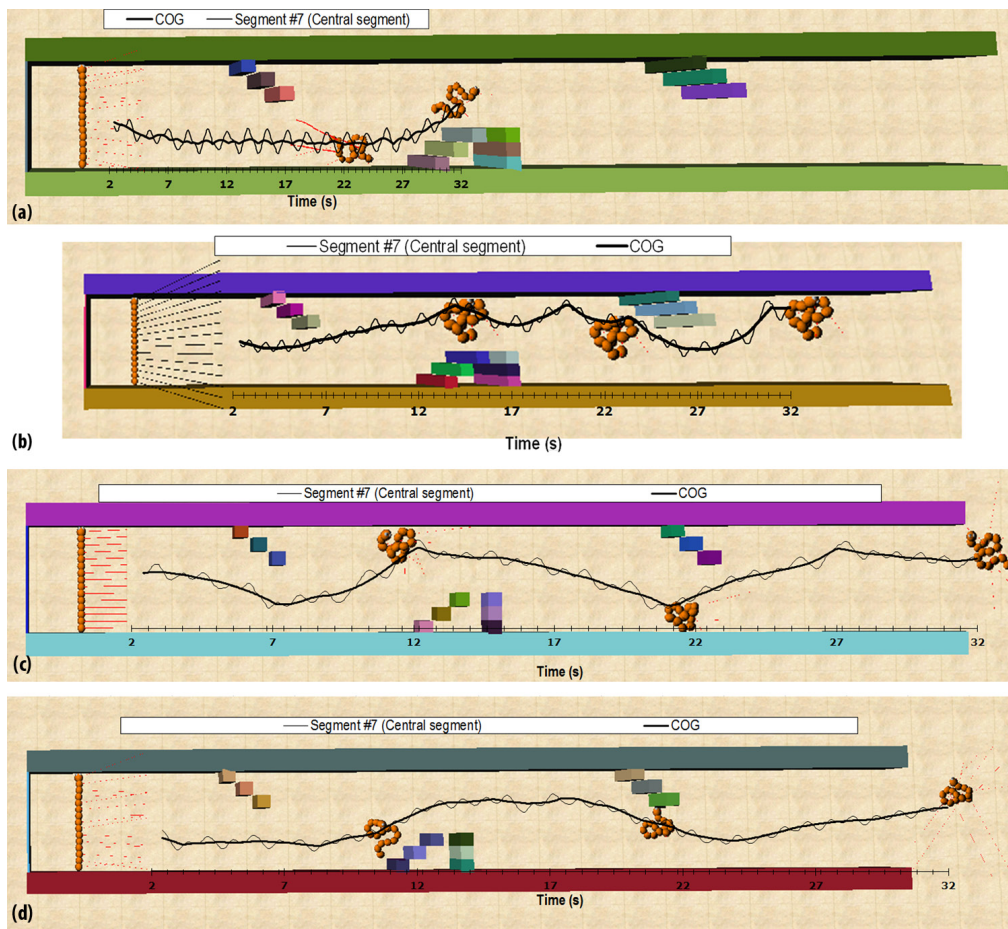 COG Segment #7 (Central segment)
2 7 12 17 22 27 32
Time (s)
(a)
Segment #7 (Central segment) COG
2 7 12 17 22 27 32
(b)
Time (s)
Segment #7 (Central segment) COG
2 7 12 17 22 27 32
(c)
Time (s)
Segment #7 (Central segment) COG
2 7 12 17 22 27 32
Time (s)
(d)